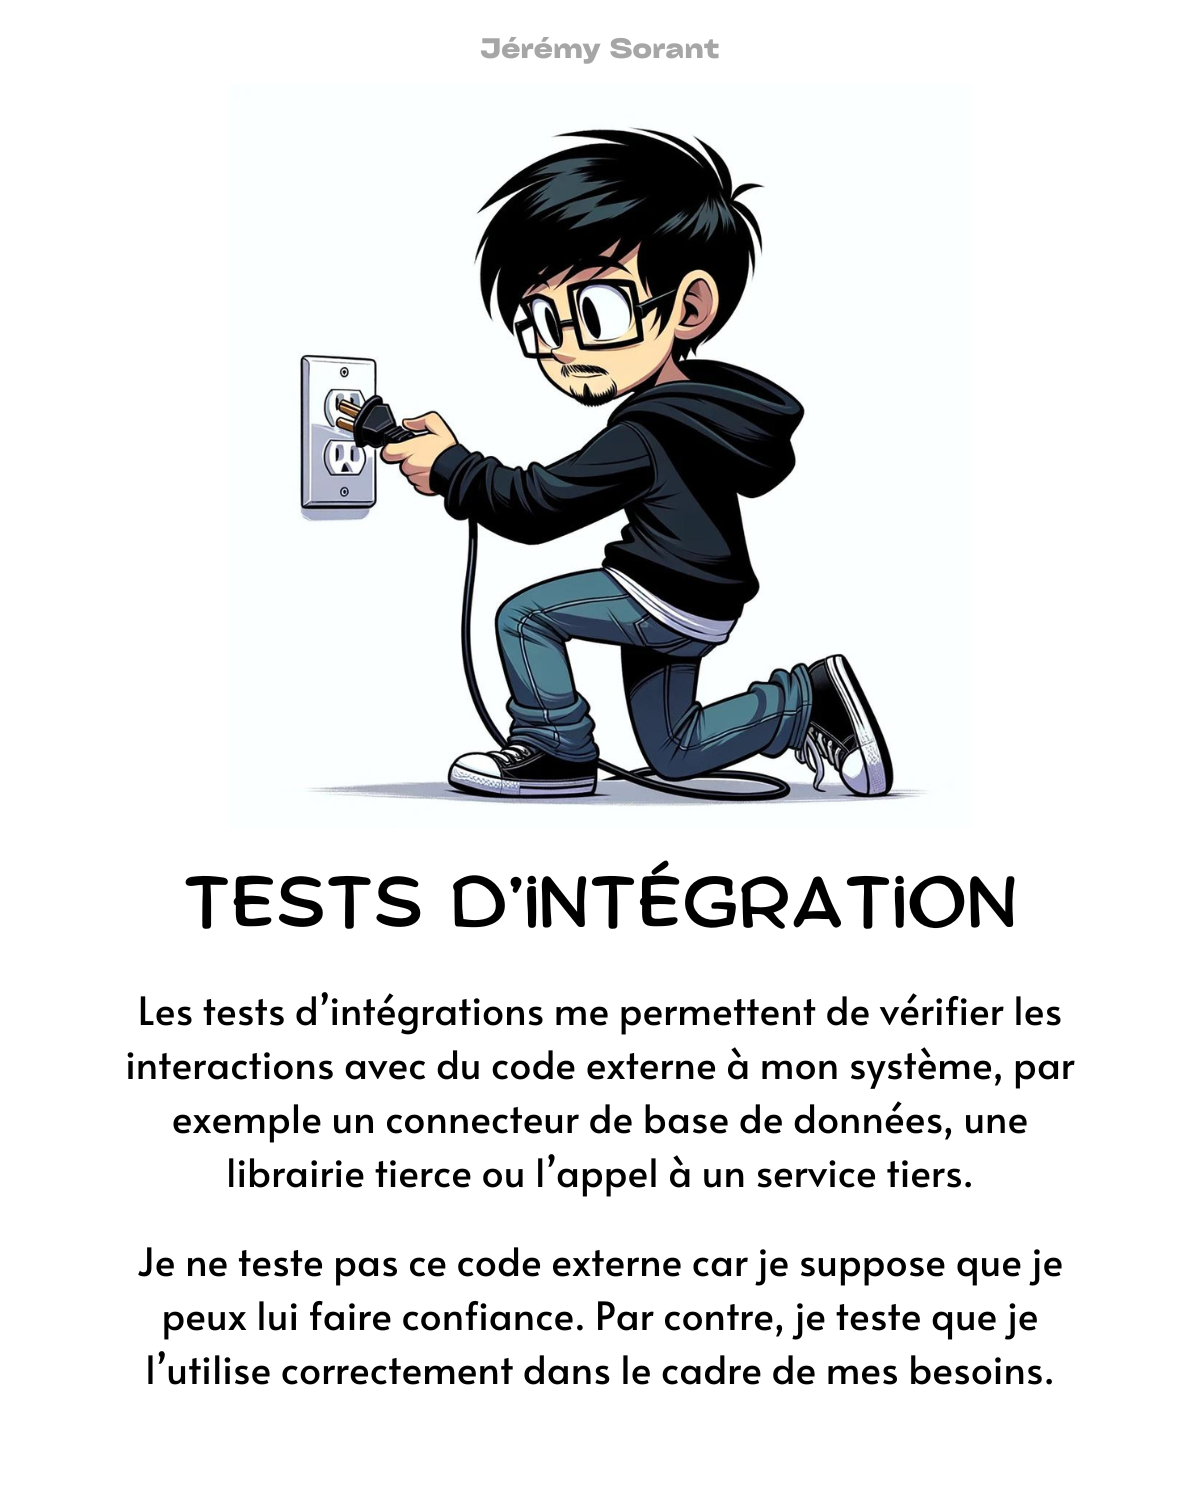 Jérémy Sorant
TESTS D’iNTÉGRATiON
Les tests d’intégrations me permettent de vérifier les
interactions avec du code externe à mon système, par
exemple un connecteur de base de données, une
librairie tierce ou l’appel à un service tiers.
Je ne teste pas ce code externe car je suppose que je
peux lui faire confiance. Par contre, je teste que je
l’utilise correctement dans le cadre de mes besoins.